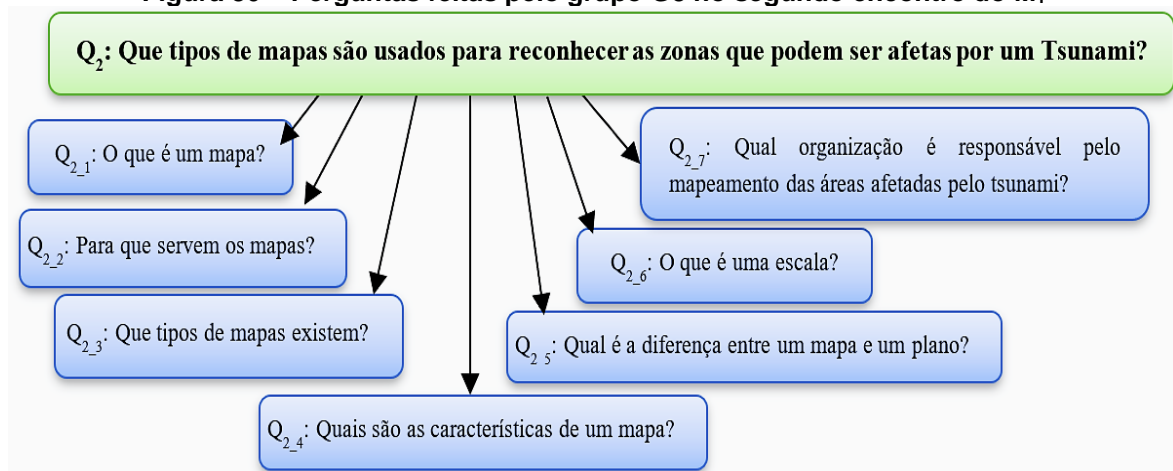 Q2: Que tipos de mapas são usados para reconhecer as zonas que podem ser afetas por um Tsunami?
Q2_1: O que é um mapa?
Q2_7: Qual organização é responsável pelo
mapeamento das áreas afetadas pelo tsunami?
Q2_2: Para que servem os mapas?
Q2_6: O que é uma escala?
Q2_3: Que tipos de mapas existem?
Q2_5: Qual é a diferença entre um mapa e um plano?
Q2_4: Quais são as características de um mapa?